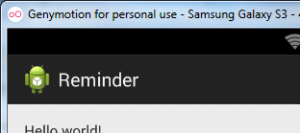 Genymotion for personal use - Samsung Galaxy S3 -
Reminder
Hello world!